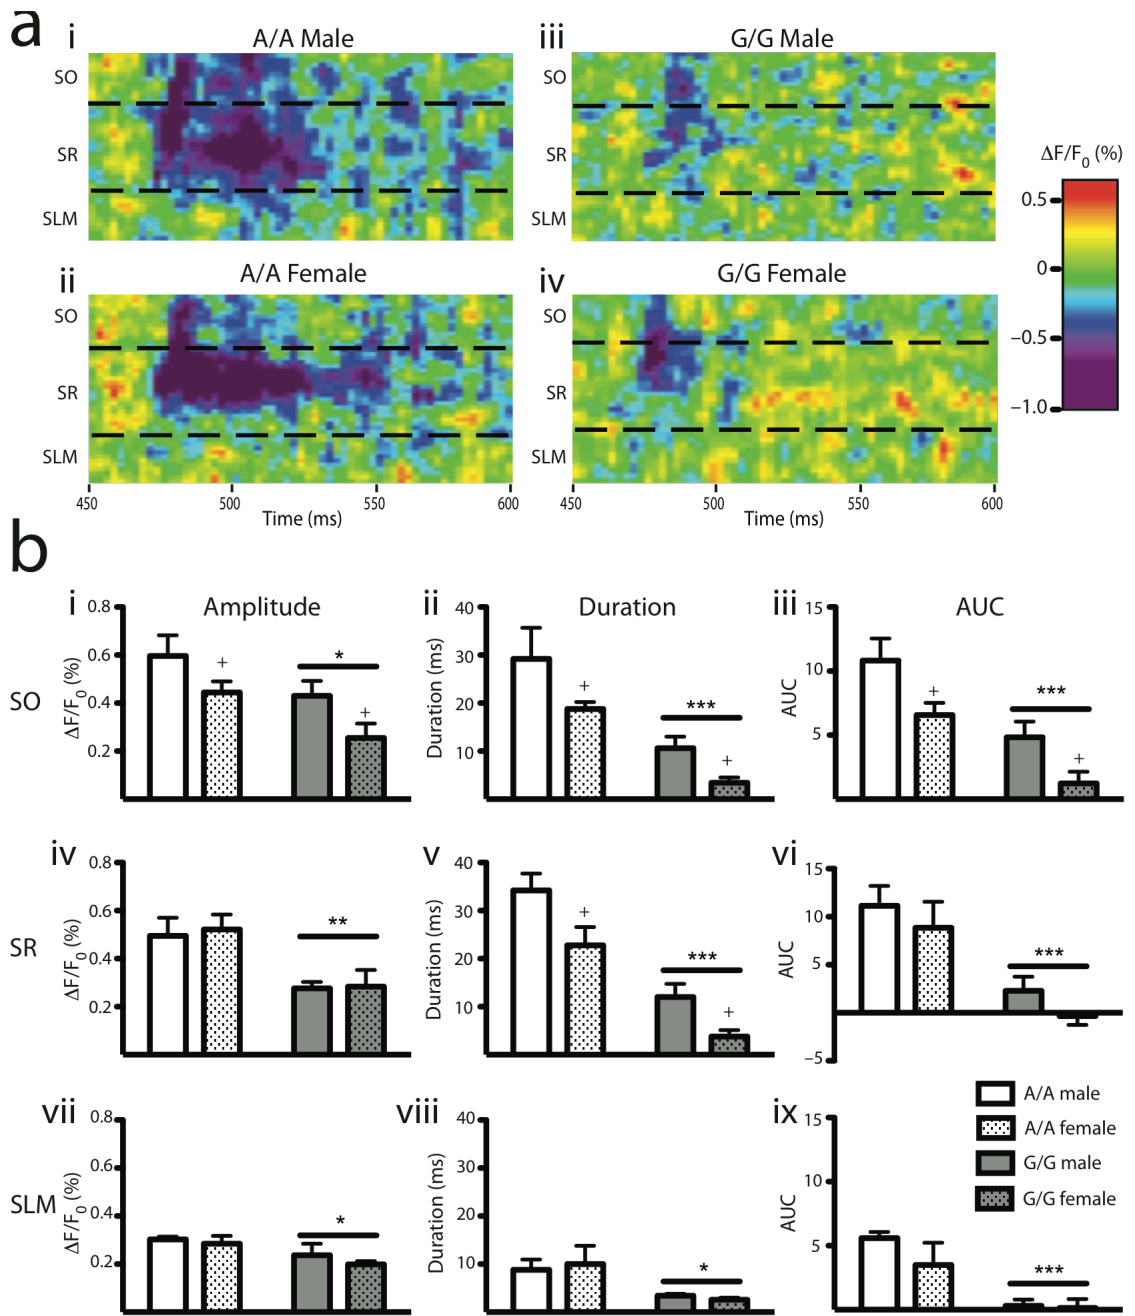 a
i A/A Male iii G/G Male
SO SO
SR SR
SLM SLM
ΔF/F0 (%)
0.5
0
−0.5
−1.0
ii A/A Female iv G/G Female
SO SO
SR SR
SLM SLM
450 500 550 600 450 500 550 600
Time (ms) Time (ms)
b
i Amplitude ii Duration iii AUC
SO
ΔF/F0 (%)
0.8
0.6
0.4
0.2
+ * +
Duration (ms)
40
30
20
10
+ *** +
AUC
15
10
5
+ *** +
iv v vi
SR
ΔF/F0 (%)
0.8
0.6
0.4
0.2
**
Duration (ms)
40
30
20
10
+ *** +
AUC
15
10
5
−5
***
vii viii ix
SLM
ΔF/F0 (%)
0.8
0.6
0.4
0.2
*
Duration (ms)
40
30
20
10
*
AUC
15
10
5
***
A/A male
A/A female
G/G male
G/G female